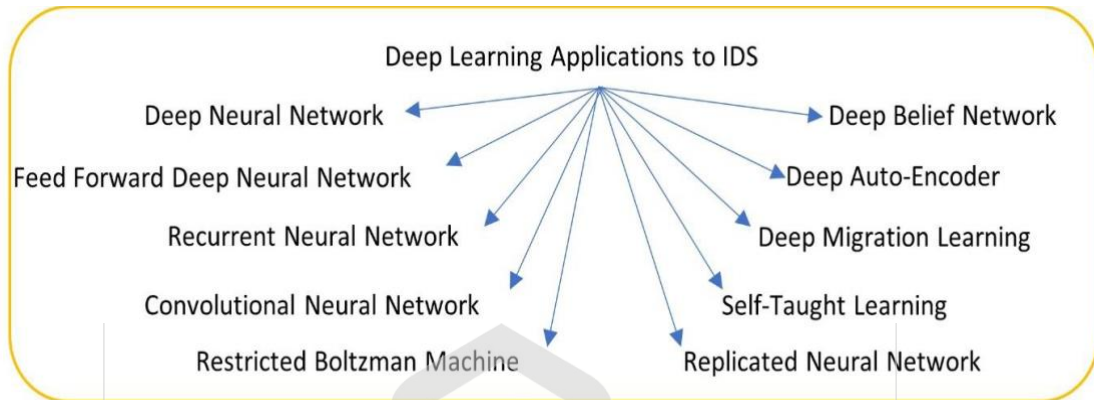 Deep Learning Applications to IDS
Deep Neural Network
Deep Belief Network
Feed Forward Deep Neural Network
Deep Auto-Encoder
Recurrent Neural Network
Deep Migration Learning
Convolutional Neural Network
Self-Taught Learning
Restricted Boltzman Machine
Replicated Neural Network